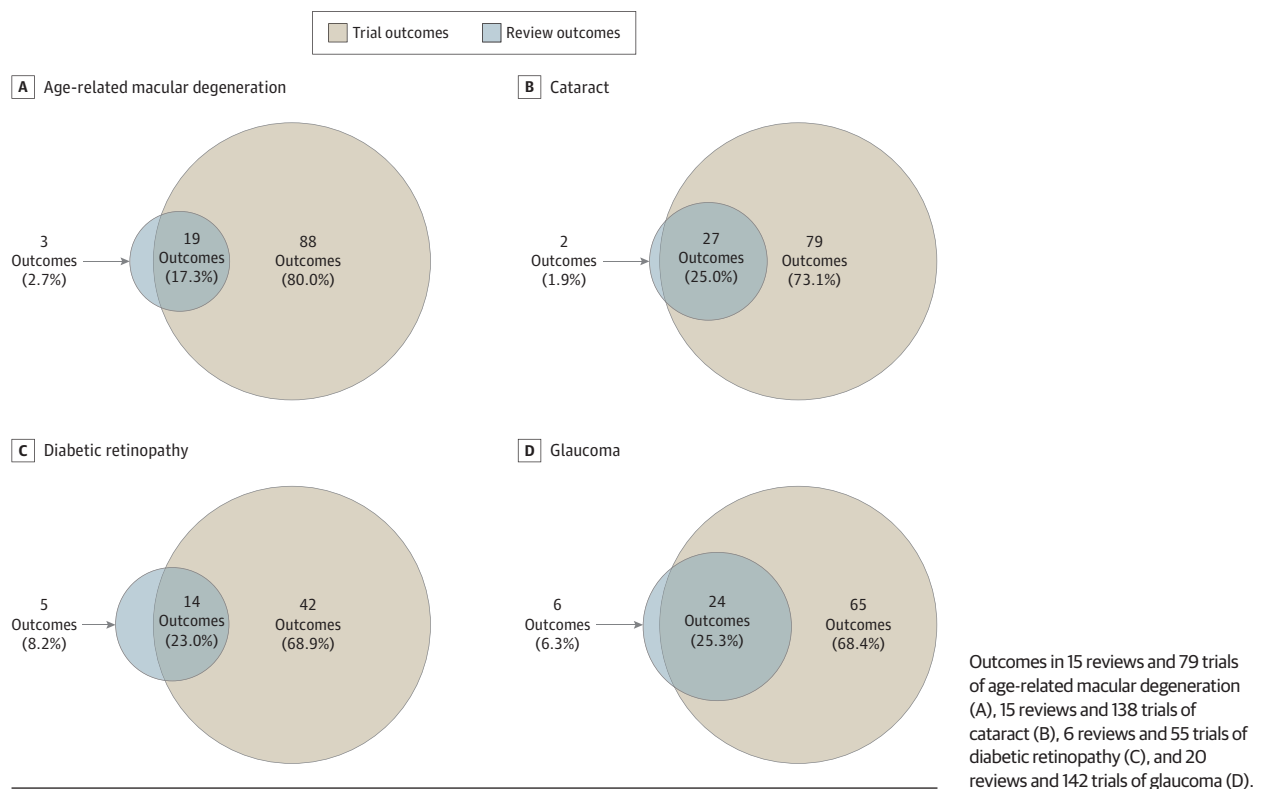 Trial outcomes
Review outcomes
A Age-related macular degeneration
3
Outcomes
(2.7%)
19
Outcomes
(17.3%)
88
Outcomes
(80.0%)
B Cataract
2
Outcomes
(1.9%)
27
Outcomes
(25.0%)
79
Outcomes
(73.1%)
C Diabetic retinopathy
5
Outcomes
(8.2%)
14
Outcomes
(23.0%)
42
Outcomes
(68.9%)
D Glaucoma
6
Outcomes
(6.3%)
24
Outcomes
(25.3%)
65
Outcomes
(68.4%)
Outcomes in 15 reviews and 79 trials
of age-related macular degeneration
(A), 15 reviews and 138 trials of
cataract (B), 6 reviews and 55 trials of
diabetic retinopathy (C), and 20
reviews and 142 trials of glaucoma (D).